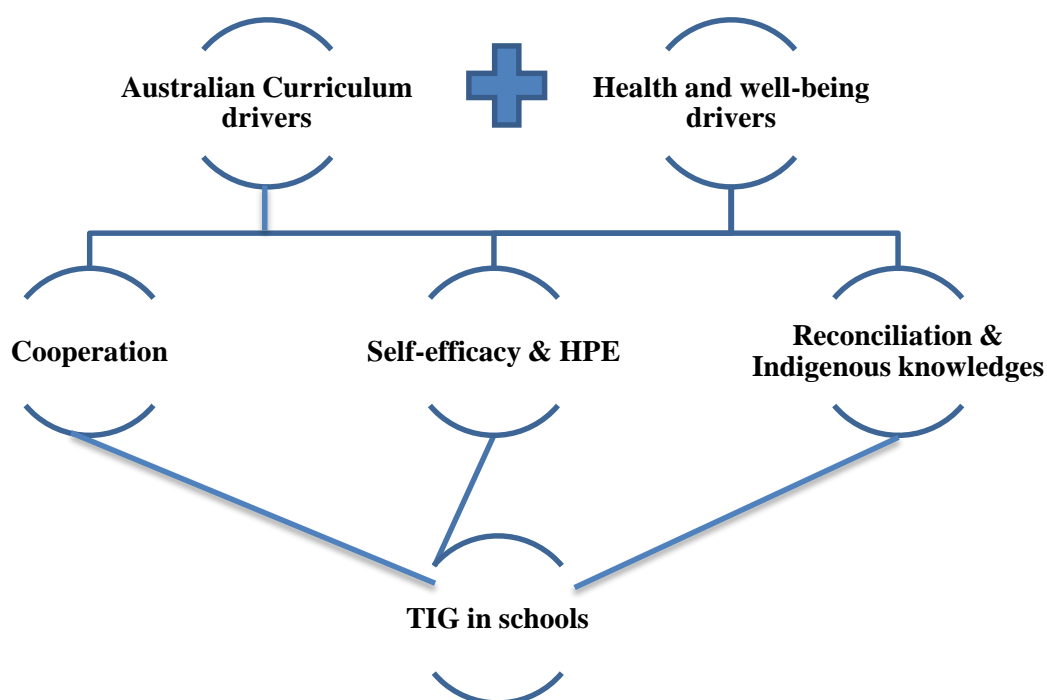 Australian Curriculum
drivers
Health and well-being
drivers
Cooperation
Self-efficacy & HPE
Reconciliation &
Indigenous knowledges
TIG in schools